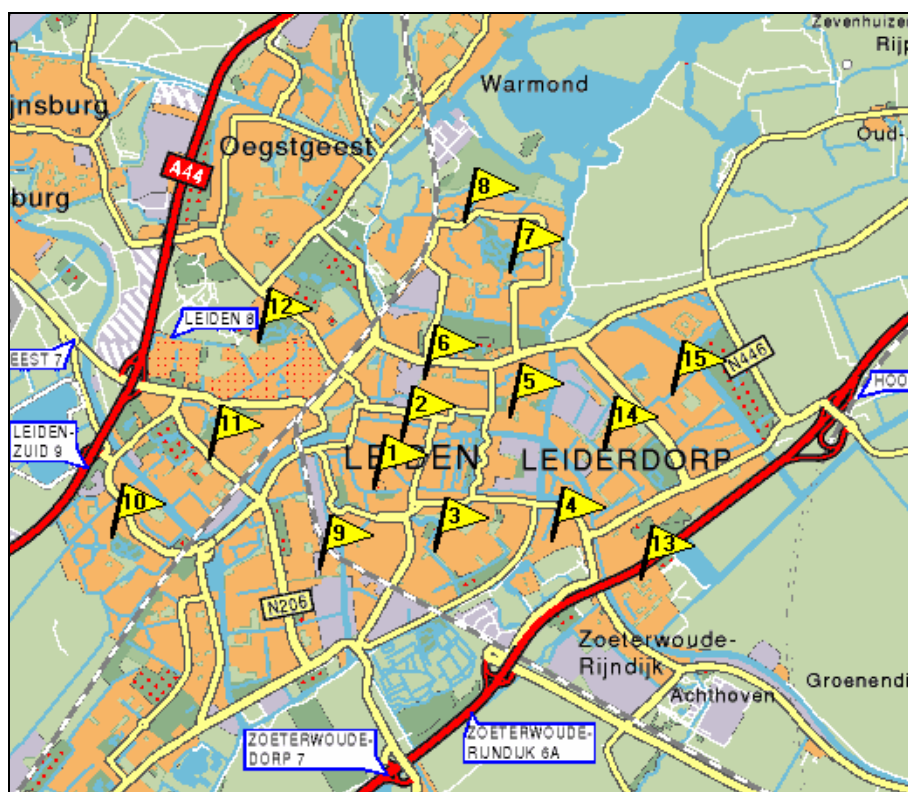 Zevenhuizen
Rijp
Warmond
ijnsburg
Oegstgeest
Oud-
A44
burg
8
7
12
LEIDEN 8
EEST 7
6
15
N446
HOO
5
2
14
11
LEIDEN-
ZUID 9
1
LEIDEN
LEIDERDORP
10
3
4
9
13
N206
Zoeterwoude-
Rijndijk
Achthoven
Groenendi
ZOETERWOUDE-
DORP 7
ZOETERWOUDE-
RIJNDIJK 6A